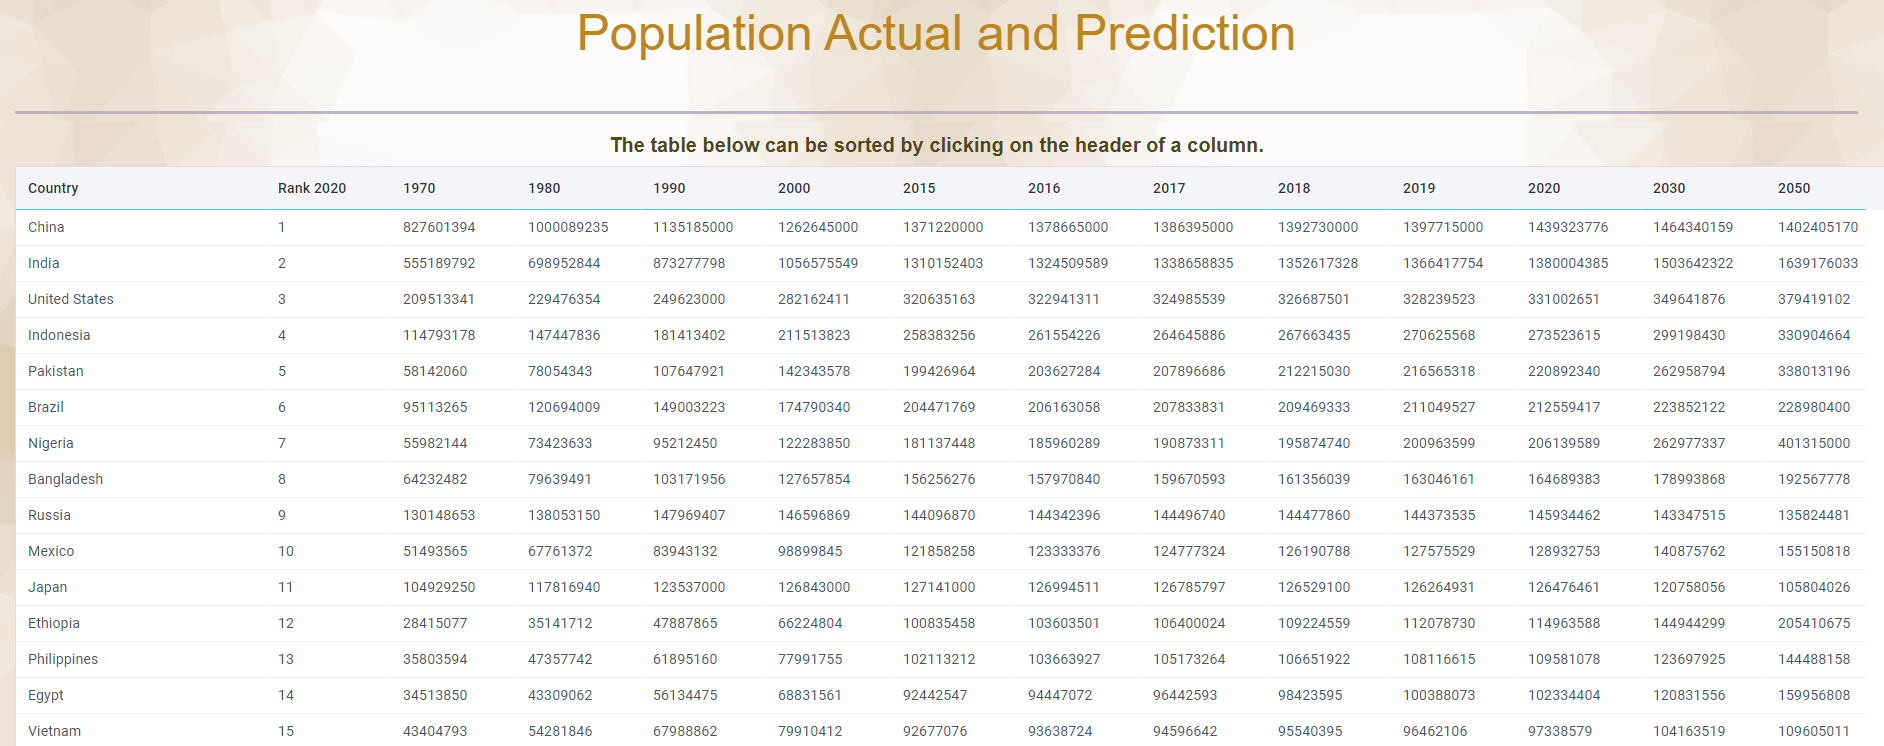 Population Actual and Prediction
The table below can be sorted by clicking on the header of a column.
Country Rank 2020 1970 1980 1990 2000 2015 2016 2017 2018 2019 2020 2030 2050
China 1 827601394 1000089235 1135185000 1262645000 1371220000 1378665000 1386395000 1392730000 1397715000 1439323776 1464340159 1402405170
India 2 555189792 698952844 873277798 1056575549 1310152403 1324509589 1338658835 1352617328 1366417754 1380004385 1503642322 1639176033
United States 3 209513341 229476354 249623000 282162411 320635163 322941311 324985539 326687501 328239523 331002651 349641876 379419102
Indonesia 4 114793178 147447836 181413402 211513823 258383256 261554226 264645886 267663435 270625568 273523615 299198430 330904664
Pakistan 5 58142060 78054343 107647921 142343578 199426964 203627284 207896686 212215030 216565318 220892340 262958794 338013196
Brazil 6 95113265 120694009 149003223 174790340 204471769 206163058 207833831 209469333 211049527 212559417 223852122 228980400
Nigeria 7 55982144 73423633 95212450 122283850 181137448 185960289 190873311 195874740 200963599 206139589 262977337 401315000
Bangladesh 8 64232482 79639491 103171956 127657854 156256276 157970840 159670593 161356039 163046161 164689383 178993868 192567778
Russia 9 130148653 138053150 147969407 146596869 144096870 144342396 144496740 144477860 144373535 145934462 143347515 135824481
Mexico 10 51493565 67761372 83943132 98899845 121858258 123333376 124777324 126190788 127575529 128932753 140875762 155150818
Japan 11 104929250 117816940 123537000 126843000 127141000 126994511 126785797 126529100 126264931 126476461 120758056 105804026
Ethiopia 12 28415077 35141712 47887865 66224804 100835458 103603501 106400024 109224559 112078730 114963588 144944299 205410675
Philippines 13 35803594 47357742 61895160 77991755 102113212 103663927 105173264 106651922 108116615 109581078 123697925 144488158
Egypt 14 34513850 43309062 56134475 68831561 92442547 94447072 96442593 98423595 100388073 102334404 120831556 159956808
Vietnam 15 43404793 54281846 67988862 79910412 92677076 93638724 94596642 95540395 96462106 97338579 104163519 109605011